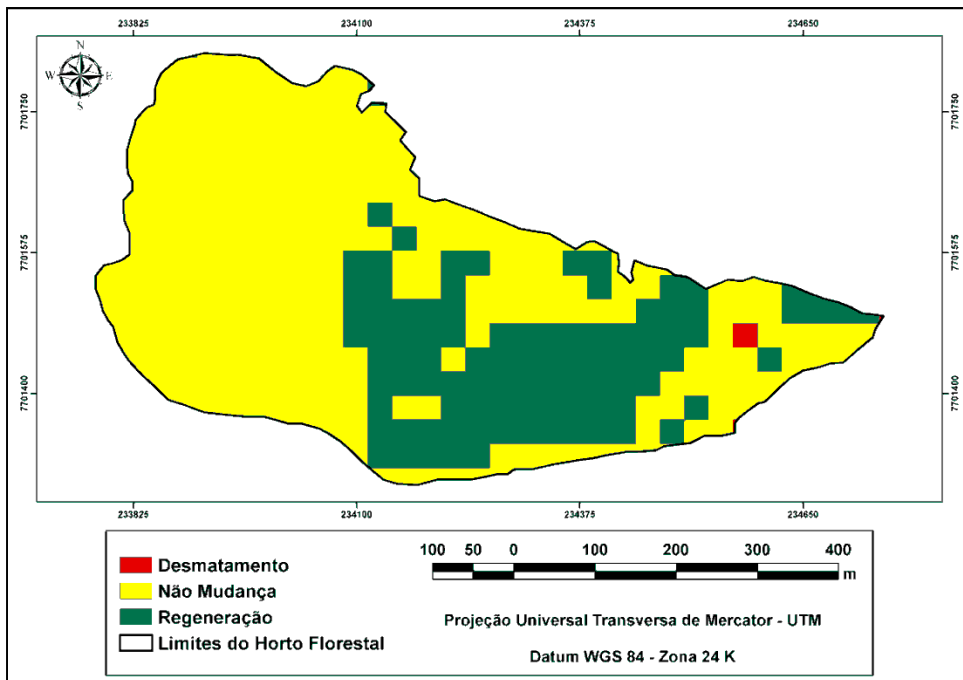 233825 234100 234375 234650
N
W E
S
7701750 7701750
7701575 7701575
7701400 7701400
233825 234100 234375 234650
Desmatamento
Não Mudança
Regeneração
Limites do Horto Florestal
100 50 0 100 200 300 400
m
Projeção Universal Transversa de Mercator - UTM
Datum WGS 84 - Zona 24 K